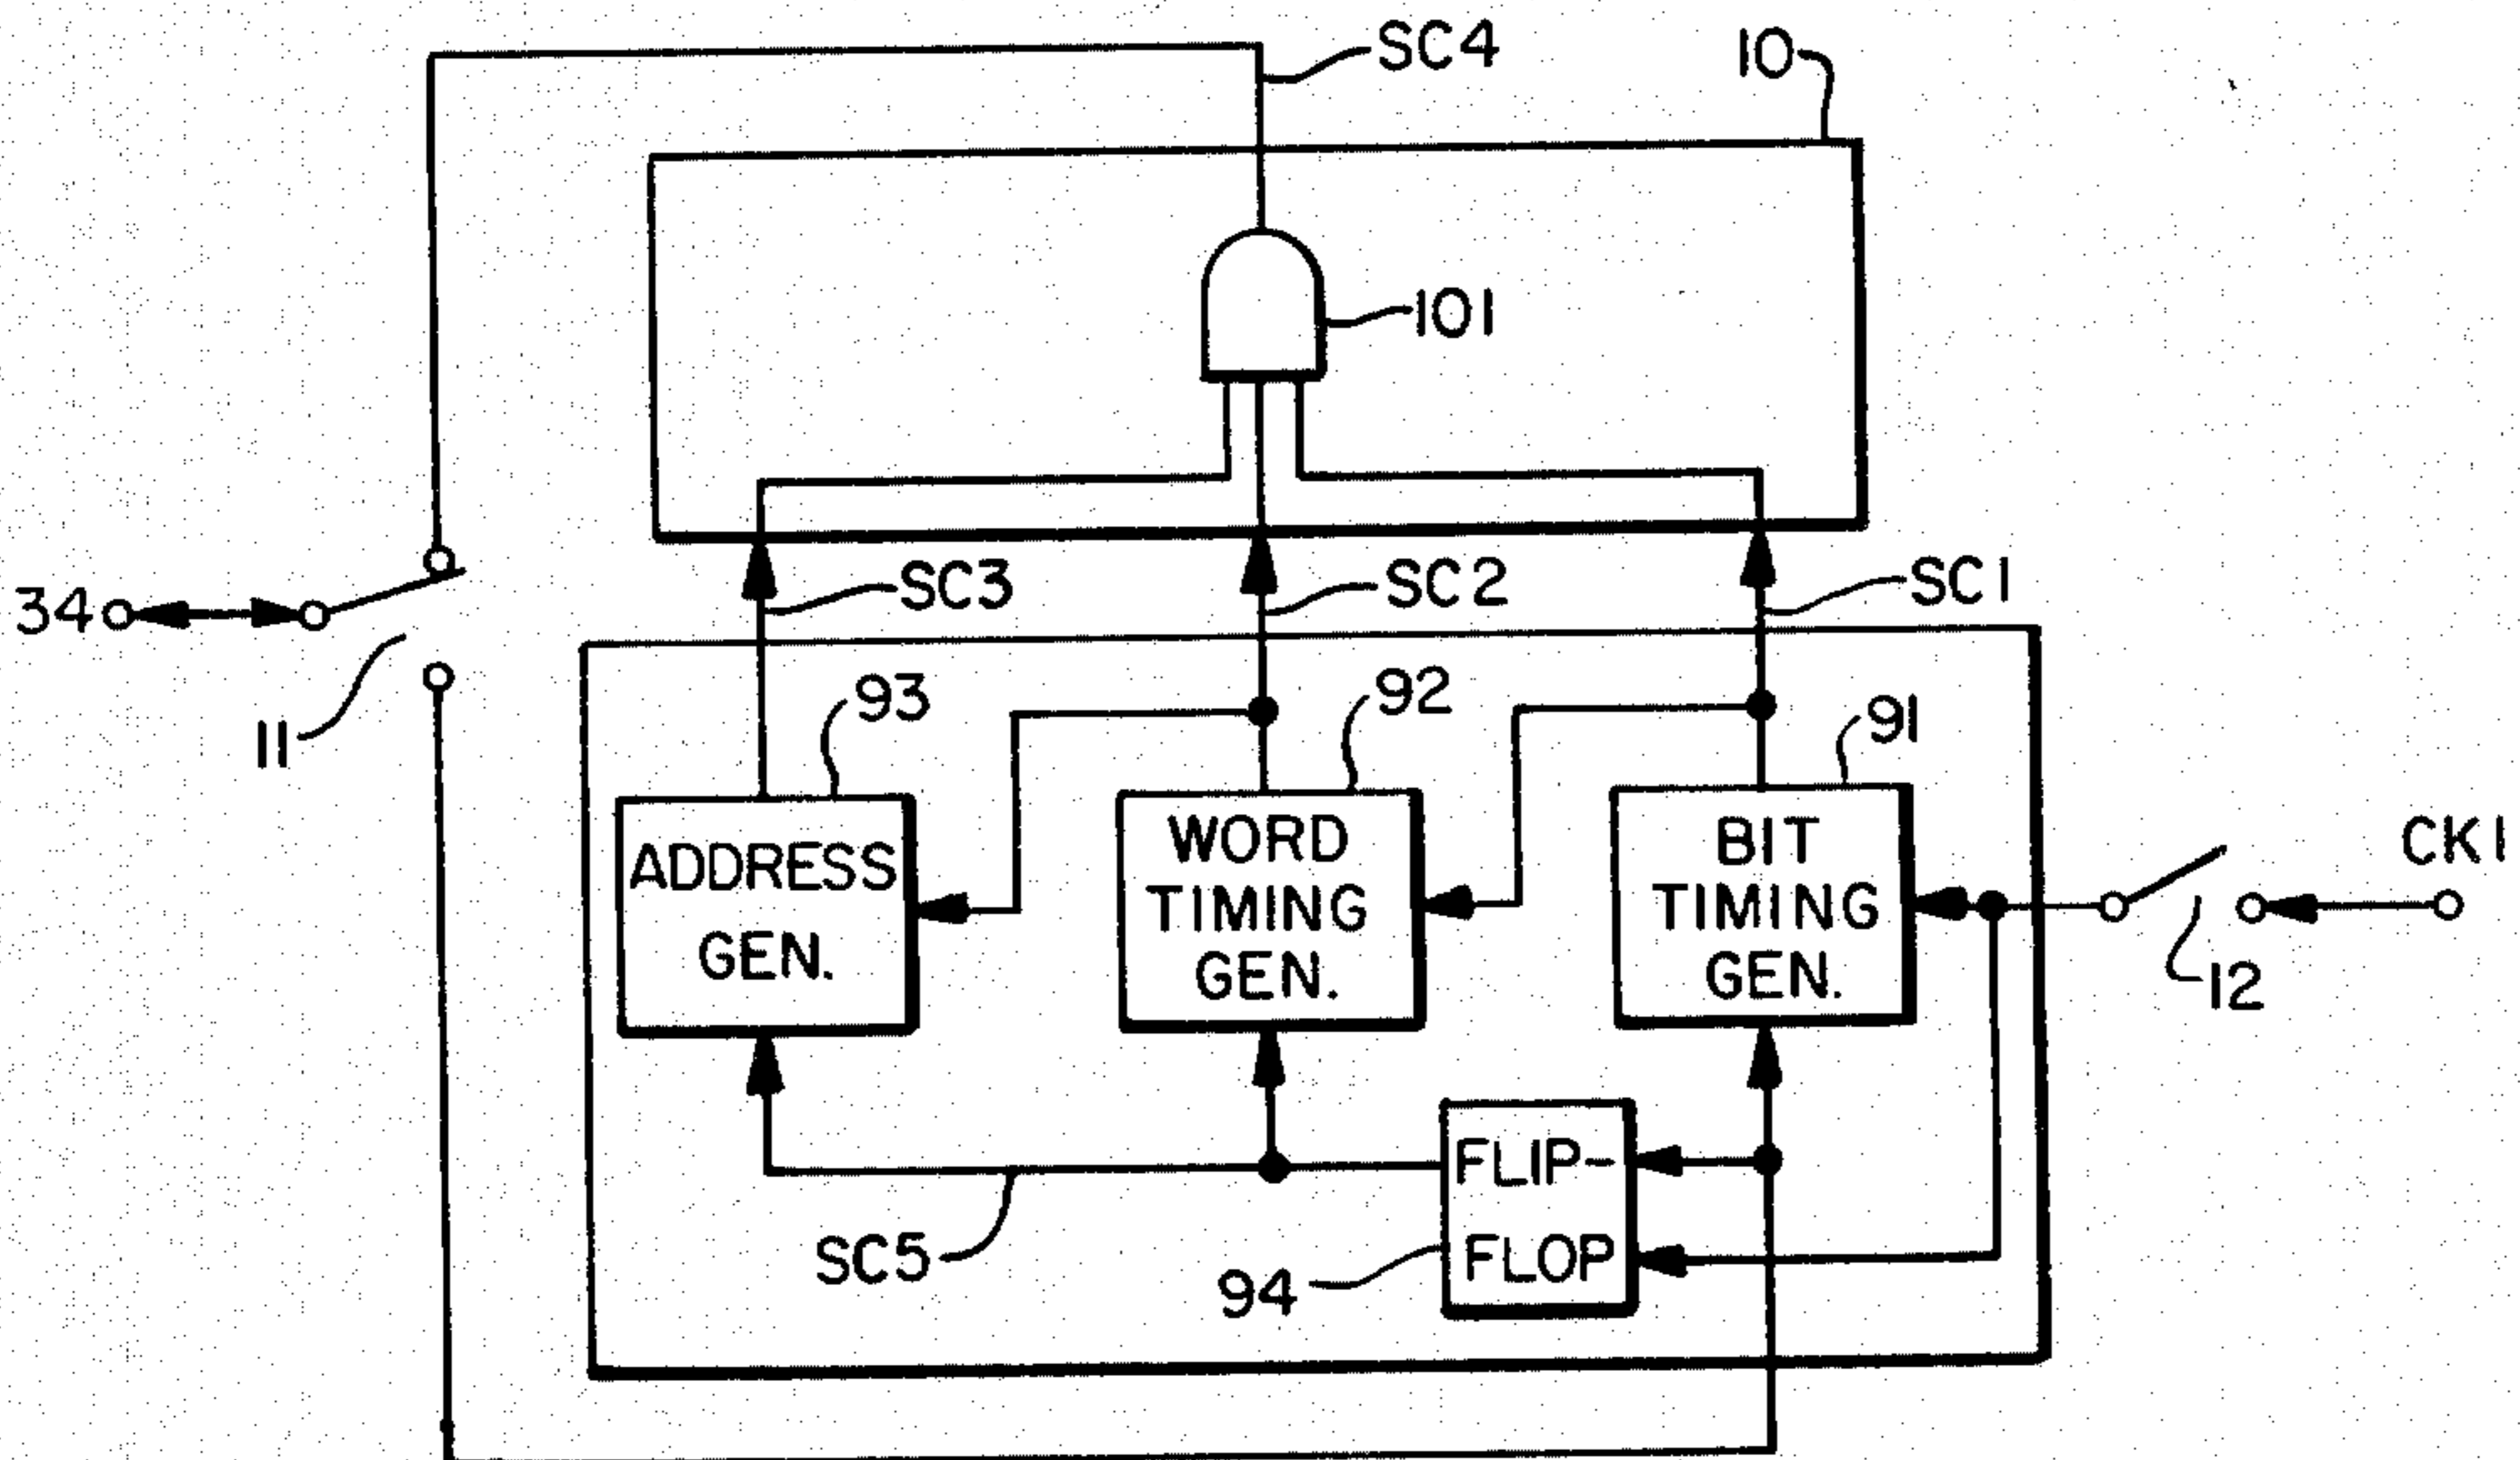 SC4
10
101
SC3
SC2
SC1
34
11
93
92
91
ADDRESS
GEN.
WORD
TIMING
GEN.
BIT
TIMING
GEN.
CK1
12
FLIP-
FLOP
SC5
94